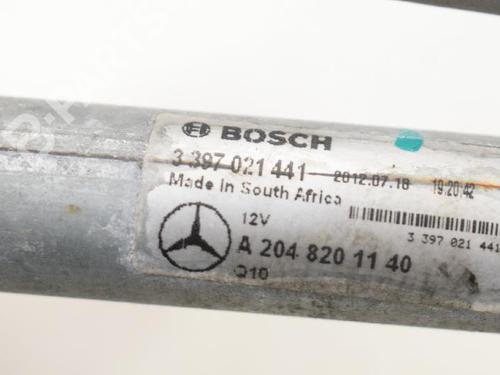 BOSCH
3 397 021 441 2012.07.18 19:20:42
Made in South Africa
12V
3 397 021 441
A 204 820 11 40
Q10